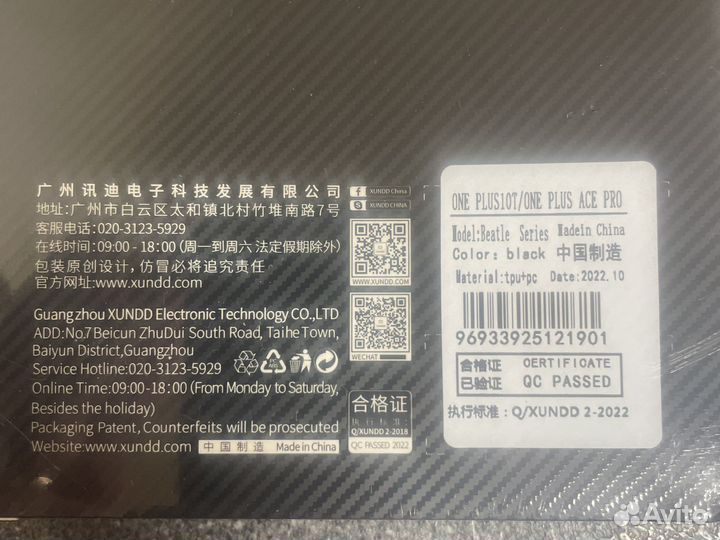 广州讯迪电子科技发展有限公司
地址:广州市白云区太和镇北村竹堆南路7号
客服电话:020-3123-5929
在线时间:09:00 - 18:00 (周一到周六 法定假期除外)
包装原创设计，仿冒必将追究责任
官方网址:www.xundd.com
Guangzhou XUNDD Electronic Technology CO.,LTD
ADD:No.7 Beicun ZhuDui South Road, Taihe Town,
Baiyun District,Guangzhou
Service Hotline:020-3123-5929
Online Time:09:00-18:00 (From Monday to Saturday,
Besides the holiday)
Packaging Patent, Counterfeits will be prosecuted
Website:www.xundd.com 中国制造 Made in China
XUNDD China
XUNDD CHINA
WECHAT
合格证
执行标准:
Q/XUNDD 2-2018
QC PASSED 2022
ONE PLUS10T/ONE PLUS ACE PRO
Model:Beatle Series MadeIn China
Color: black 中国制造
Material:tpu+pc Date:2022.10
96933925121901
合格证 CERTIFICATE
已验证 QC PASSED
执行标准: Q/XUNDD 2-2022
Avito